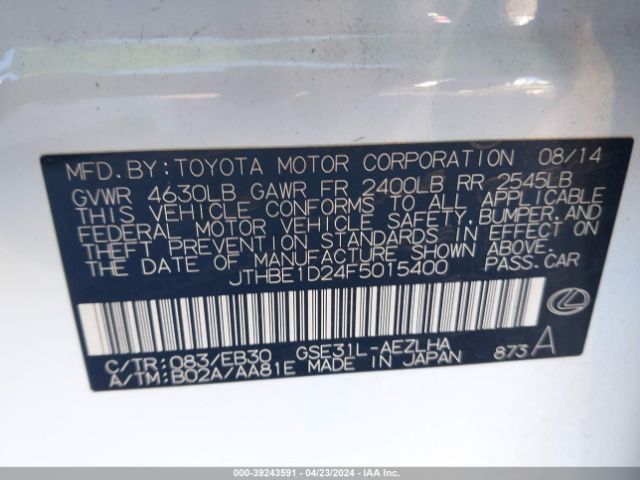 MFD.BY:TOYOTA MOTOR CORPORATION 08/14
GVWR 4630LB GAWR FR 2400LB RR 2545LB
THIS VEHICLE CONFORMS TO ALL APPLICABLE
FEDERAL MOTOR VEHICLE SAFETY,BUMPER,AND
THEFT PREVENTION STANDARDS IN EFFECT ON
THE DATE OF MANUFACTURE SHOWN ABOVE.
JTHBE1D24F5015400 PASS.CAR
C/TR:083/EB30 GSE31L-AEZLHA
A/TM:B02A/AA81E MADE IN JAPAN 873A
000-39243591 - 04/23/2024 - IAAI.COM